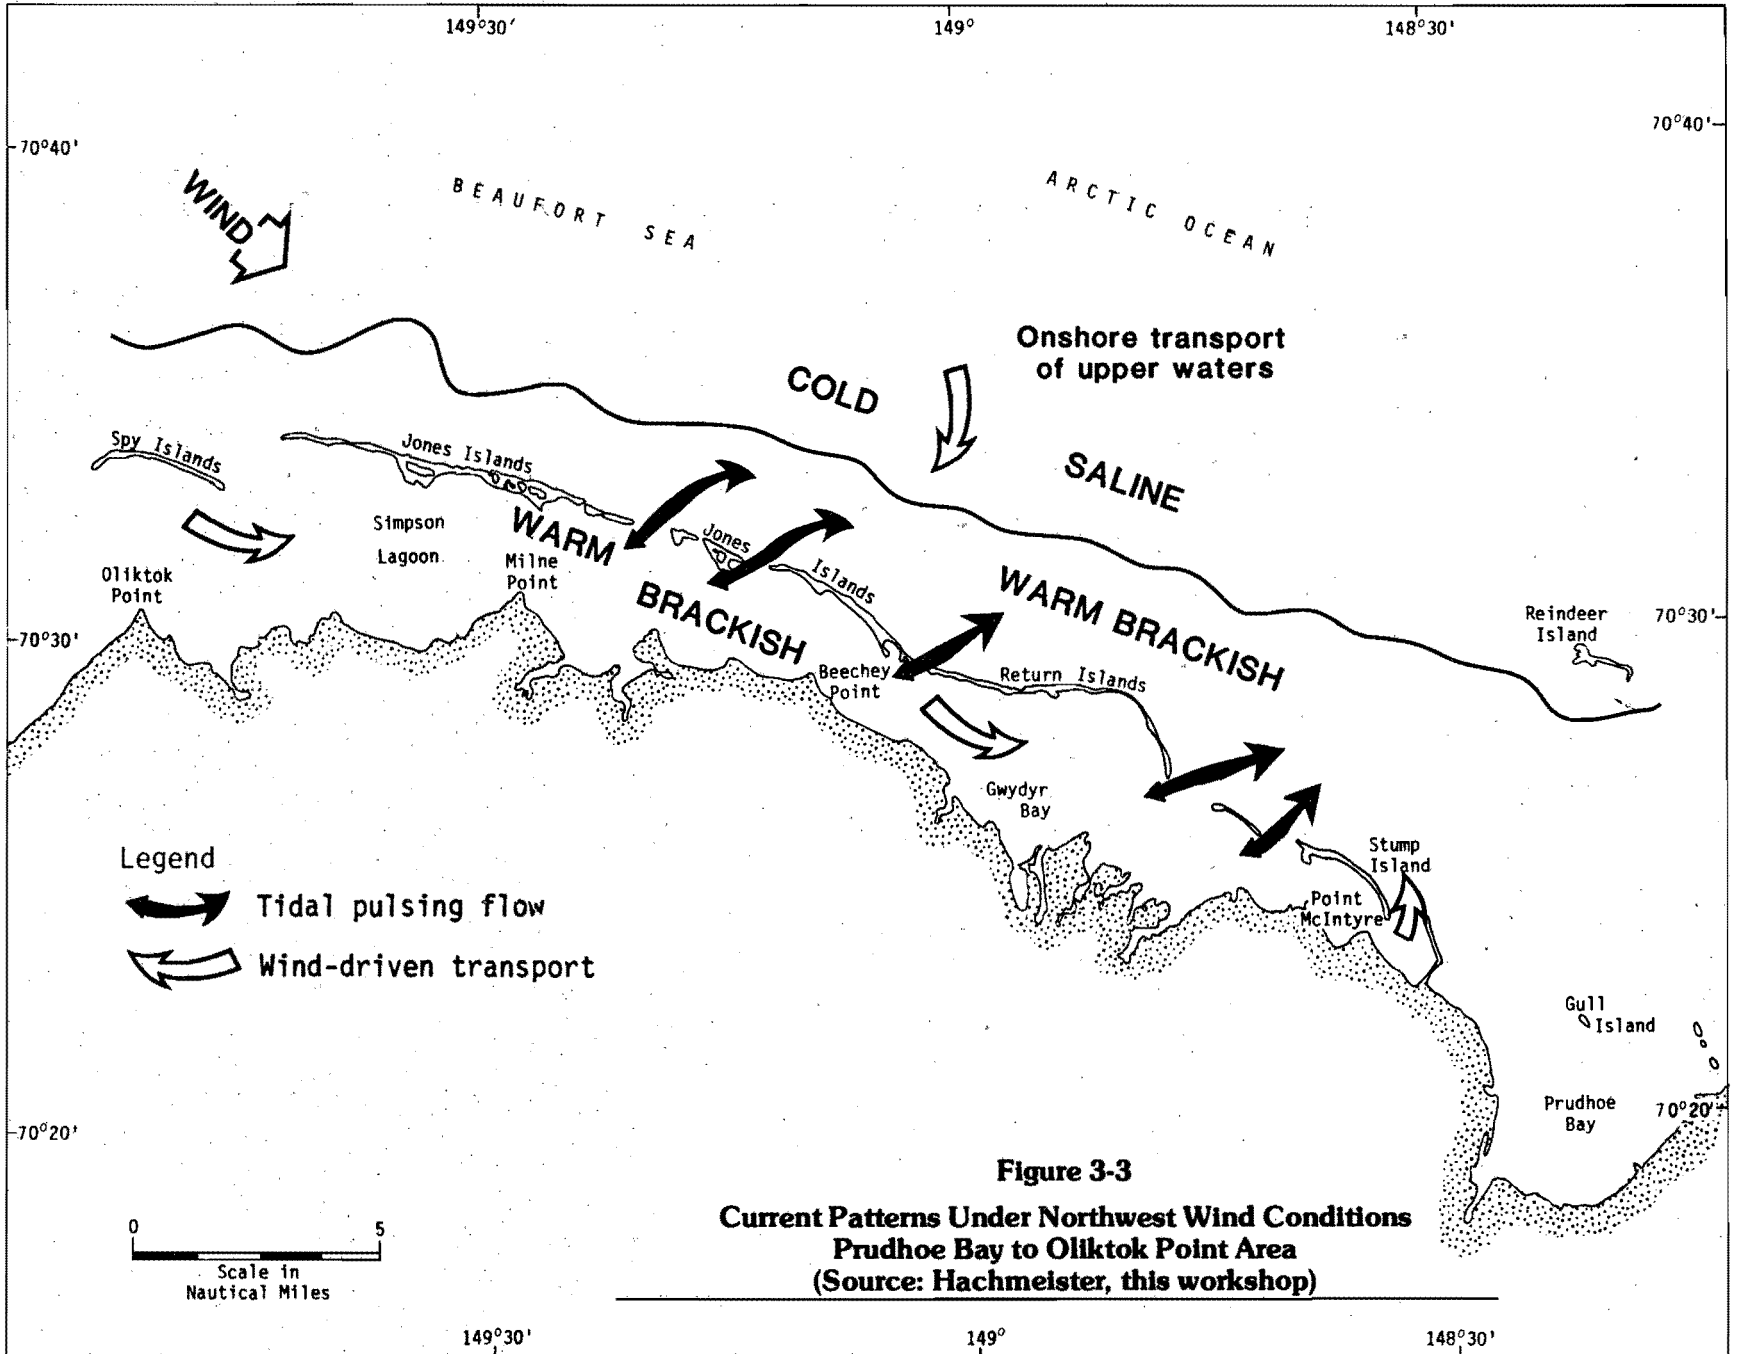 149°30'
149°
148°30'
70°40'
70°40'
WIND
BEAUFORT SEA
ARCTIC OCEAN
Onshore transport
of upper waters
COLD
SALINE
Spy Islands
Jones Islands
Simpson
Lagoon
WARM
BRACKISH
Jones
Islands
WARM BRACKISH
Oliktok
Point
Milne
Point
70°30'
70°30'
Reindeer
Island
Beechey
Point
Return Islands
Gwydyr
Bay
Stump
Island
Point
McIntyre
Legend
Tidal pulsing flow
Wind-driven transport
Gull
Island
Prudhoe
Bay
70°20'
70°20'
0 5
Scale in
Nautical Miles
Figure 3-3
Current Patterns Under Northwest Wind Conditions
Prudhoe Bay to Oliktok Point Area
(Source: Hachmeister, this workshop)
149°30'
149°
148°30'